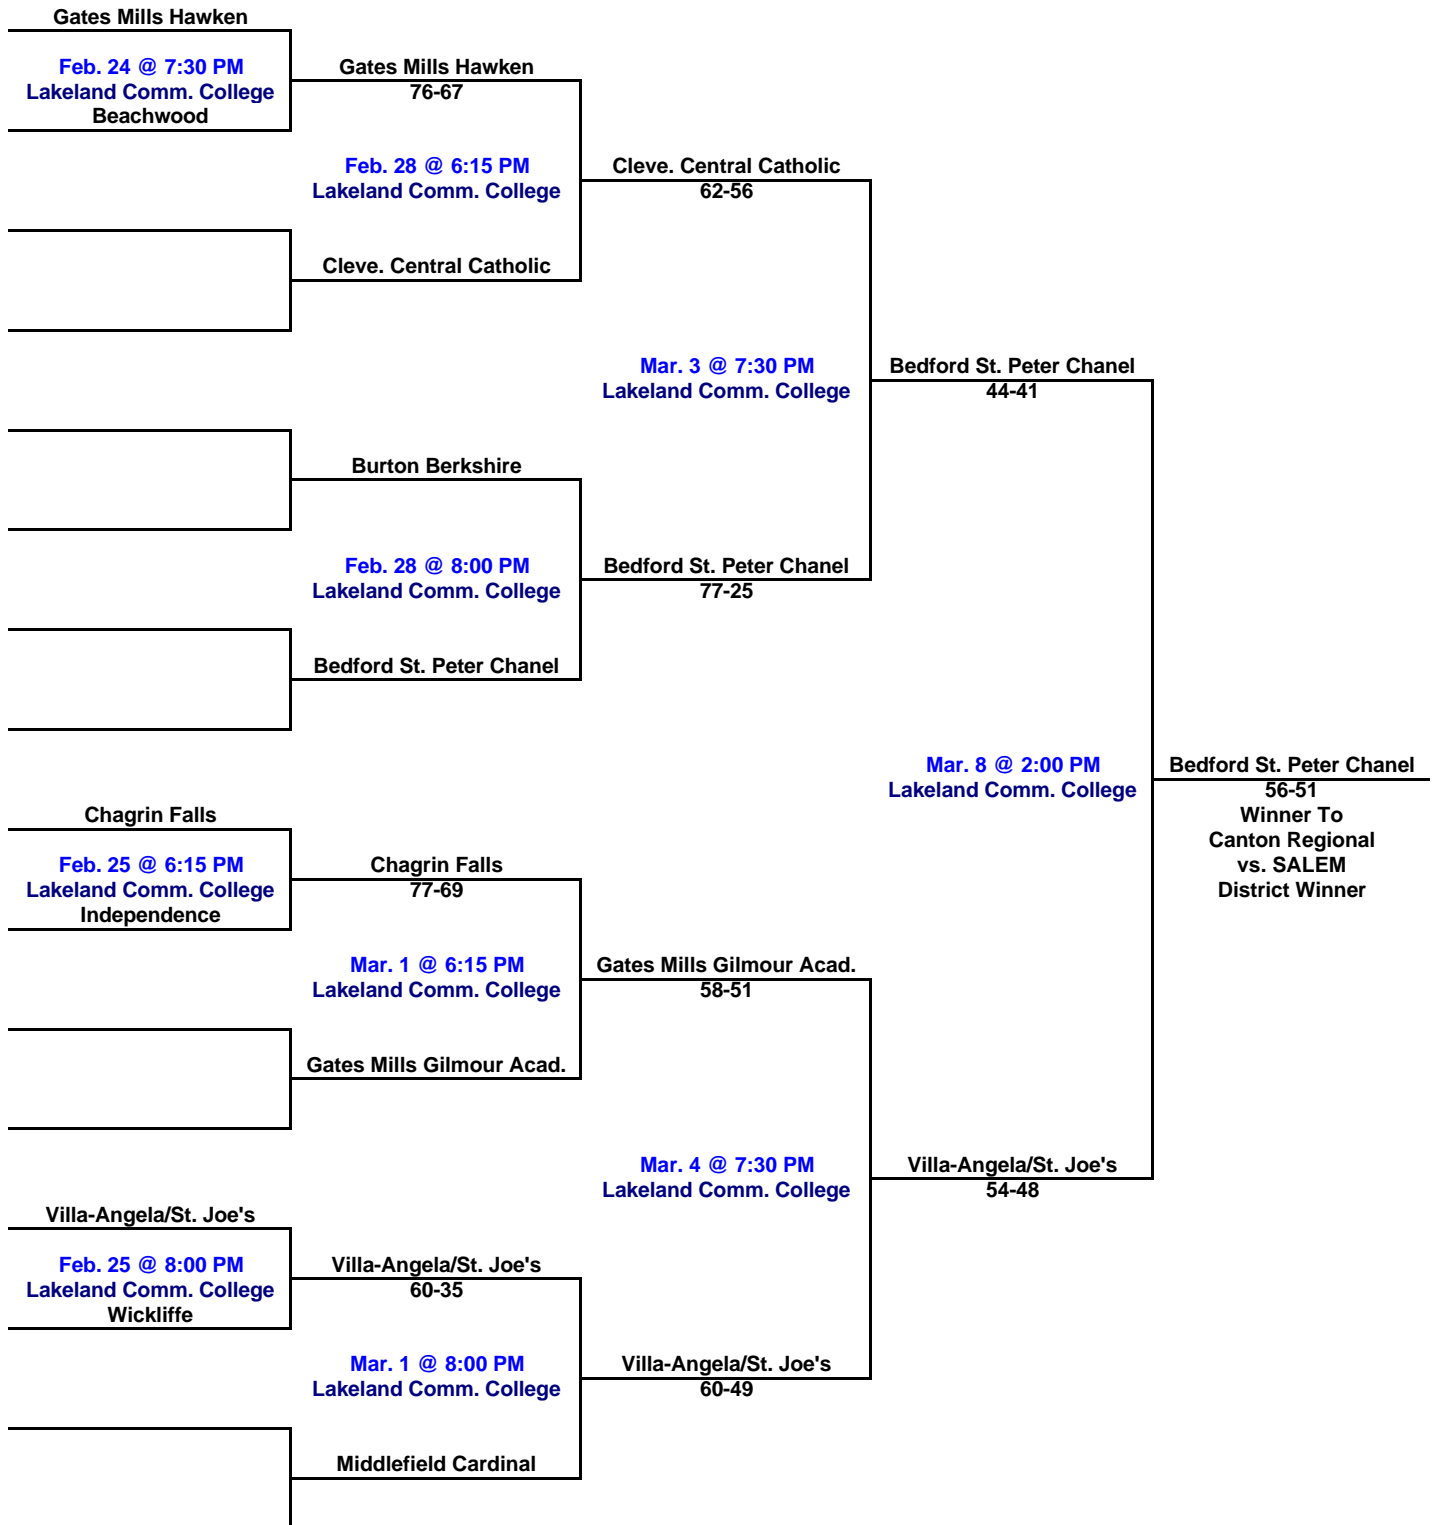 Gates Mills Hawken
Feb. 24 @ 7:30 PM
Lakeland Comm. College
Beachwood
Gates Mills Hawken
76-67
Feb. 28 @ 6:15 PM
Lakeland Comm. College
Cleve. Central Catholic
Cleve. Central Catholic
62-56
Mar. 3 @ 7:30 PM
Lakeland Comm. College
Burton Berkshire
Feb. 28 @ 8:00 PM
Lakeland Comm. College
Bedford St. Peter Chanel
Bedford St. Peter Chanel
77-25
Bedford St. Peter Chanel
44-41
Mar. 8 @ 2:00 PM
Lakeland Comm. College
Bedford St. Peter Chanel
56-51
Winner To
Canton Regional
vs. SALEM
District Winner
Chagrin Falls
Feb. 25 @ 6:15 PM
Lakeland Comm. College
Independence
Chagrin Falls
77-69
Mar. 1 @ 6:15 PM
Lakeland Comm. College
Gates Mills Gilmour Acad.
Gates Mills Gilmour Acad.
58-51
Mar. 4 @ 7:30 PM
Lakeland Comm. College
Villa-Angela/St. Joe's
54-48
Villa-Angela/St. Joe's
Feb. 25 @ 8:00 PM
Lakeland Comm. College
Wickliffe
Villa-Angela/St. Joe's
60-35
Mar. 1 @ 8:00 PM
Lakeland Comm. College
Middlefield Cardinal
Villa-Angela/St. Joe's
60-49